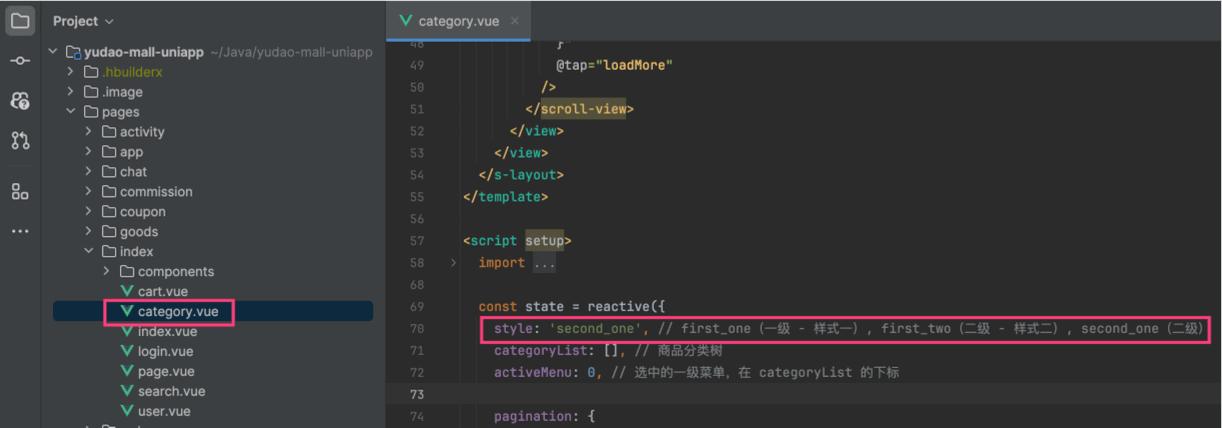 Project
yudao-mall-uniapp ~/Java/yudao-mall-uniapp
.hbuilderx
.image
pages
activity
app
chat
commission
coupon
goods
index
components
cart.vue
category.vue
index.vue
login.vue
page.vue
search.vue
user.vue
category.vue
48 }
49 @tap="loadMore"
50 />
51 </scroll-view>
52 </view>
53 </view>
54 </s-layout>
55 </template>
56
57 <script setup>
58 import ...
68
69 const state = reactive({
70 style: 'second_one', // first_one（一级 - 样式一）, first_two（二级 - 样式二）, second_one（二级）
71 categoryList: [], // 商品分类树
72 activeMenu: 0, // 选中的一级菜单，在 categoryList 的下标
73
74 pagination: {